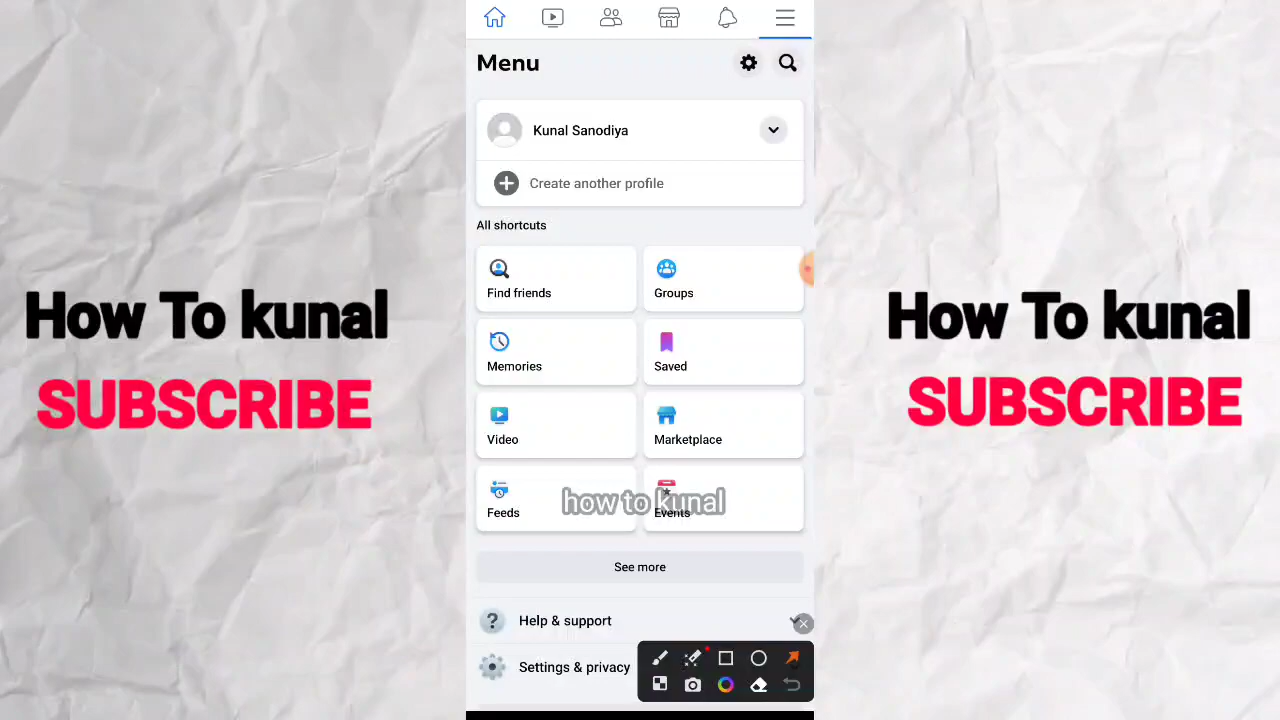 Menu
Kunal Sanodiya
Create another profile
All shortcuts
Find friends
Groups
Memories
Saved
Video
Marketplace
Feeds
Events
how to kunal
See more
Help & support
Settings & privacy
How To kunal
SUBSCRIBE
How To kunal
SUBSCRIBE